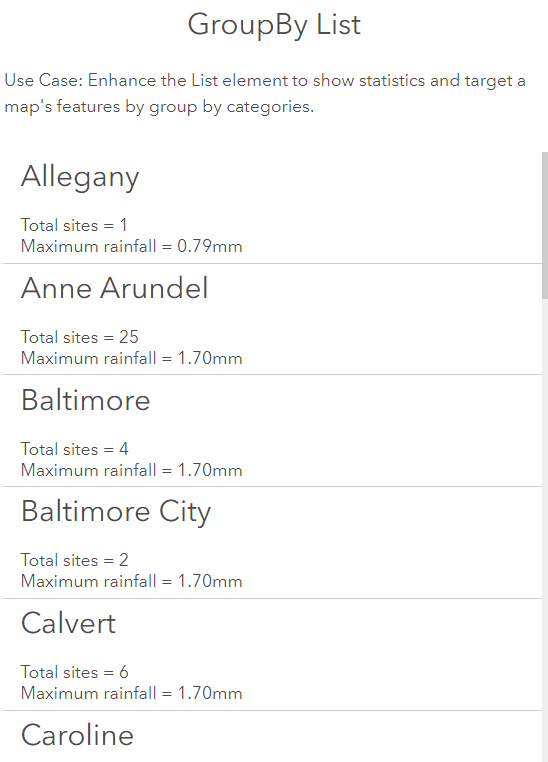 GroupBy List
Use Case: Enhance the List element to show statistics and target a
map's features by group by categories.
Allegany
Total sites = 1
Maximum rainfall = 0.79mm
Anne Arundel
Total sites = 25
Maximum rainfall = 1.70mm
Baltimore
Total sites = 4
Maximum rainfall = 1.70mm
Baltimore City
Total sites = 2
Maximum rainfall = 1.70mm
Calvert
Total sites = 6
Maximum rainfall = 1.70mm
Caroline